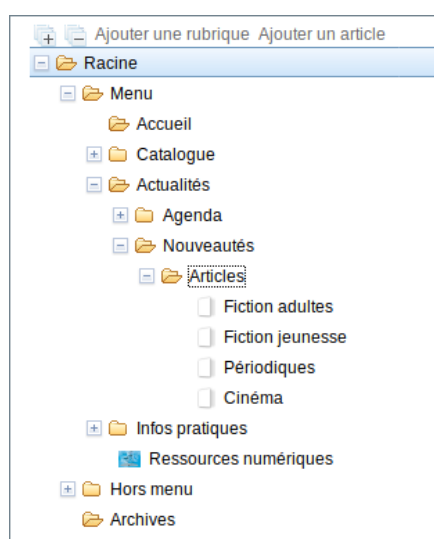 Ajouter une rubrique Ajouter un article
Racine
Menu
Accueil
Catalogue
Actualités
Agenda
Nouveautés
Articles
Fiction adultes
Fiction jeunesse
Périodiques
Cinéma
Infos pratiques
Ressources numériques
Hors menu
Archives